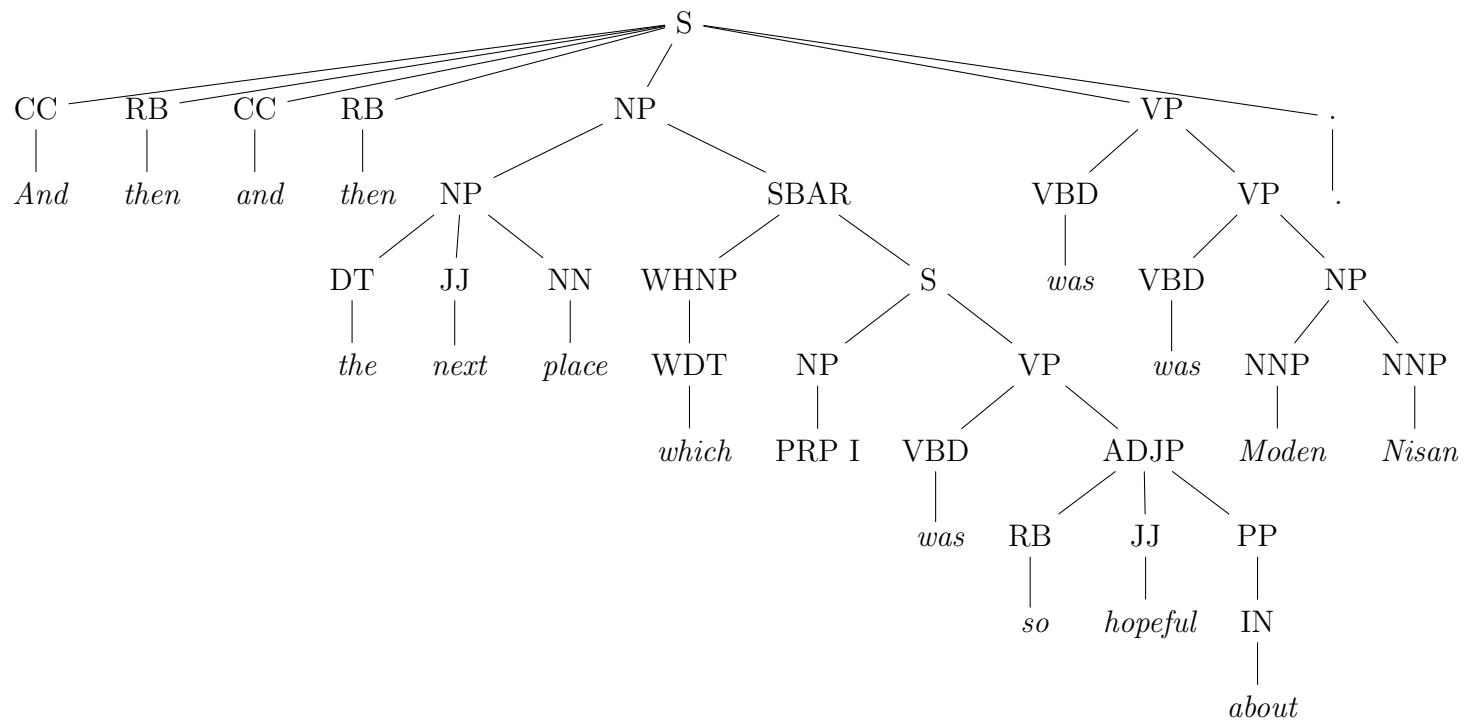 S
CC RB CC RB NP VP .
And then and then NP SBAR VBD VP .
DT JJ NN WHNP S was VBD NP
the next place WDT NP VP was NNP NNP
which PRP I VBD ADJP Moden Nisan
was RB JJ PP
so hopeful IN
about